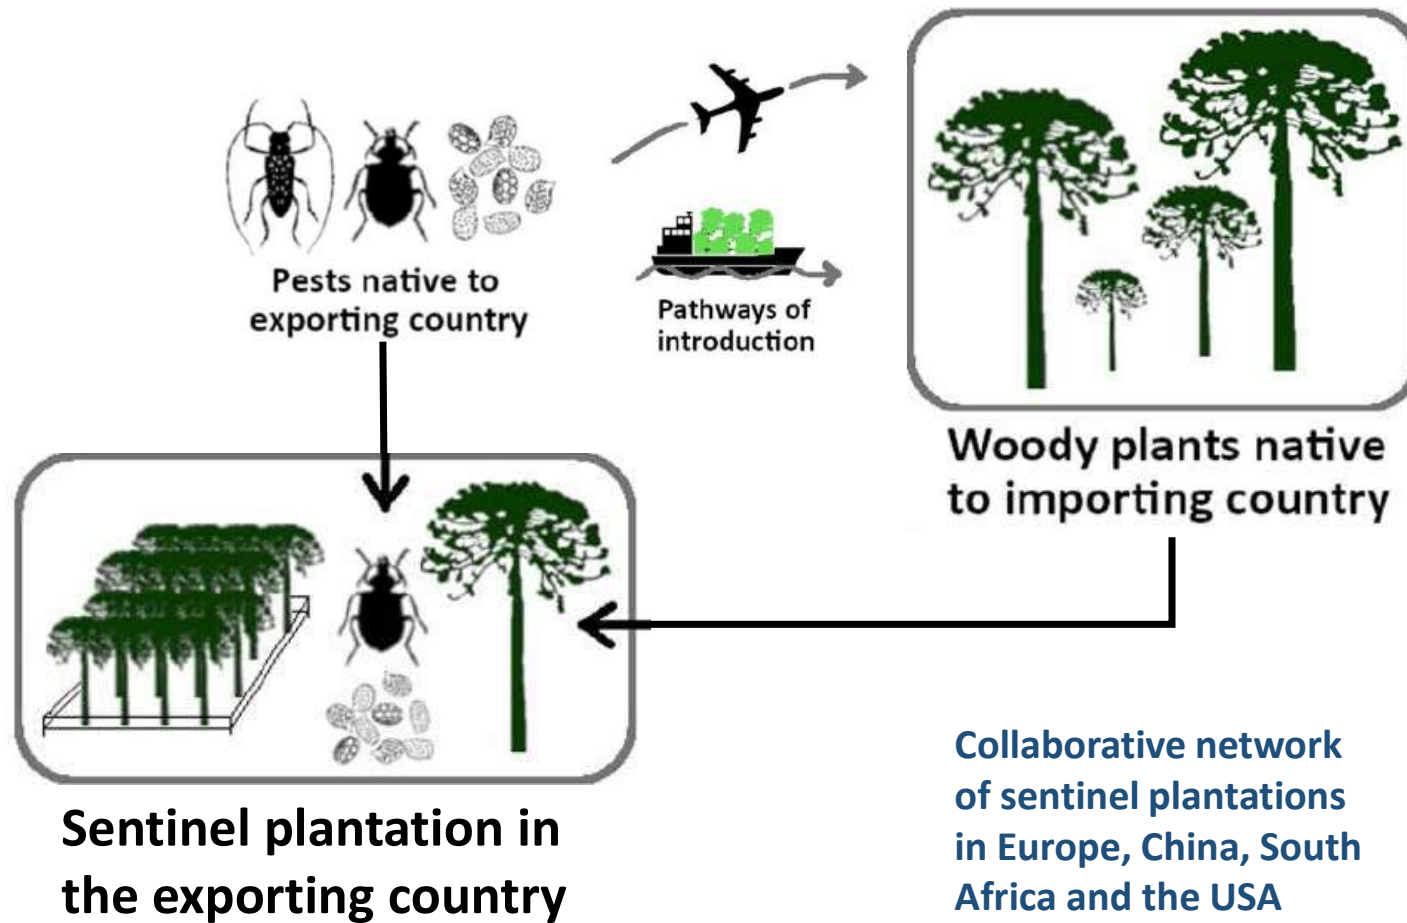 Pests native to
exporting country
Pathways of
introduction
Woody plants native
to importing country
Sentinel plantation in
the exporting country
Collaborative network
of sentinel plantations
in Europe, China, South
Africa and the USA